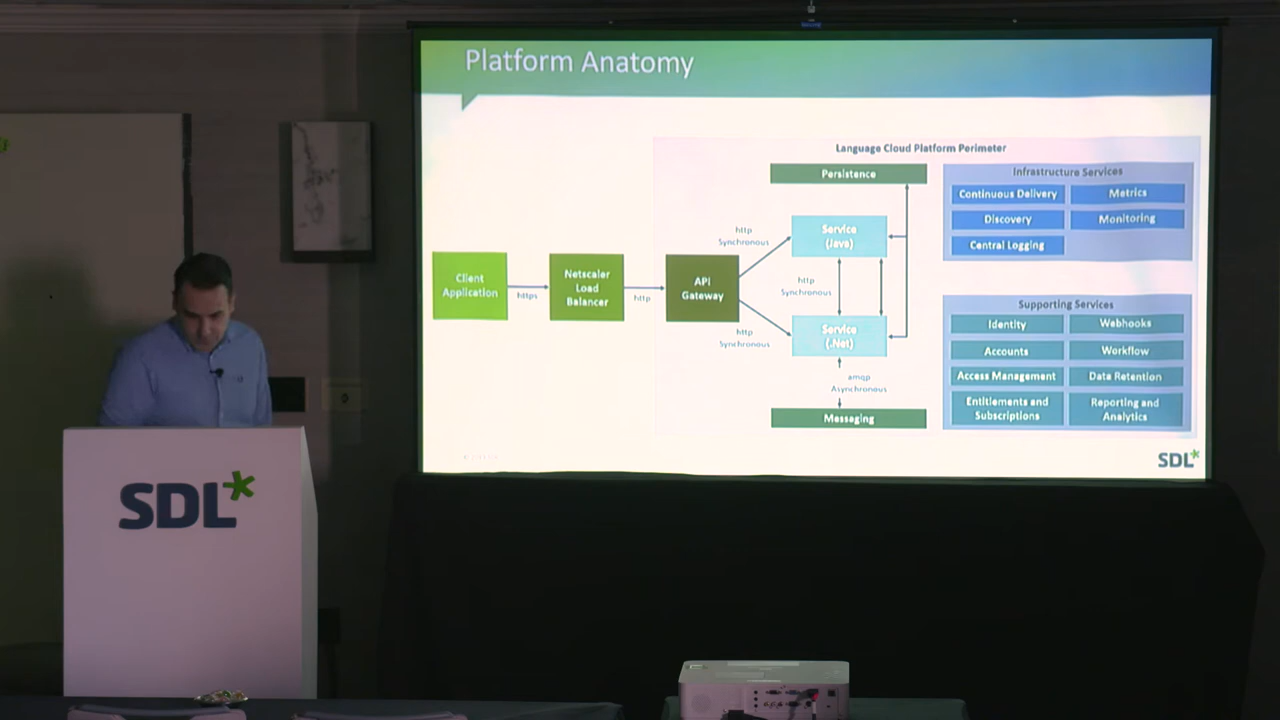 Platform Anatomy
Language Cloud Platform Perimeter
Persistence
Infrastructure Services
Continuous Delivery
Metrics
Discovery
Monitoring
Central Logging
http
Synchronous
Service
(Java)
Client
Application
https
Netscaler
Load
Balancer
http
API
Gateway
http
Synchronous
http
Synchronous
Service
(.Net)
amqp
Asynchronous
Messaging
Supporting Services
Identity
Webhooks
Accounts
Workflow
Access Management
Data Retention
Entitlements and
Subscriptions
Reporting and
Analytics
SDL*
SDL*